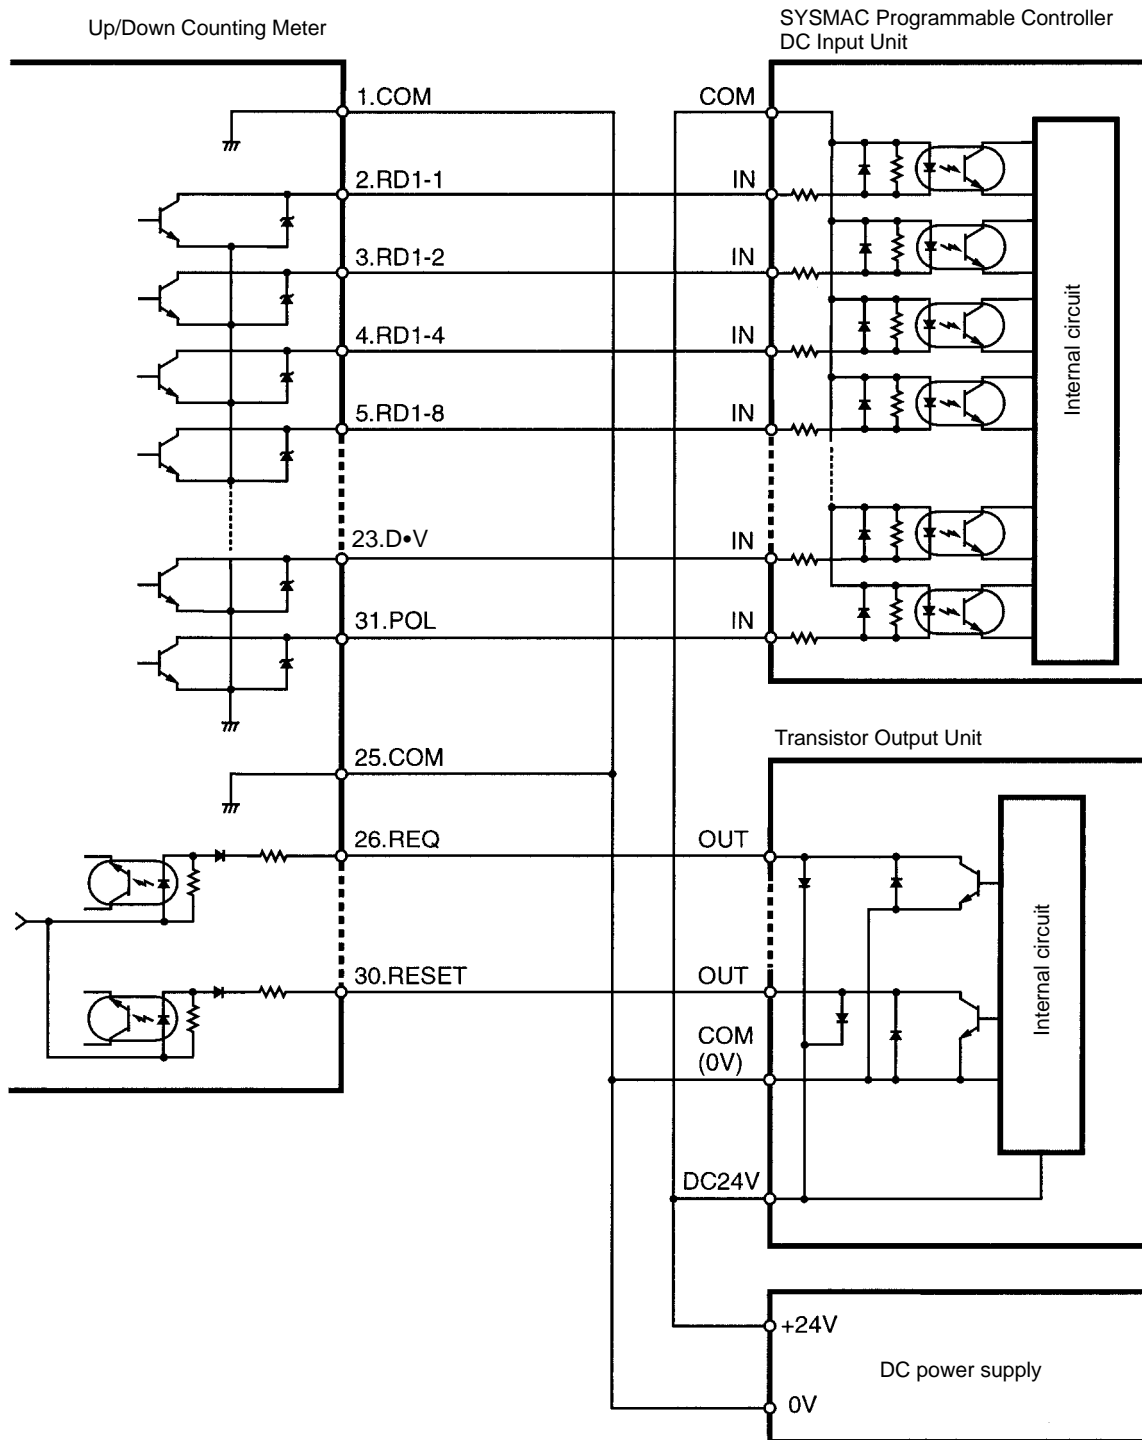 Up/Down Counting Meter
SYSMAC Programmable Controller
DC Input Unit
1.COM
COM
2.RD1-1
IN
3.RD1-2
IN
4.RD1-4
IN
5.RD1-8
IN
Internal circuit
23.D•V
IN
31.POL
IN
Transistor Output Unit
25.COM
26.REQ
OUT
30.RESET
OUT
COM
(0V)
Internal circuit
DC24V
+24V
DC power supply
0V